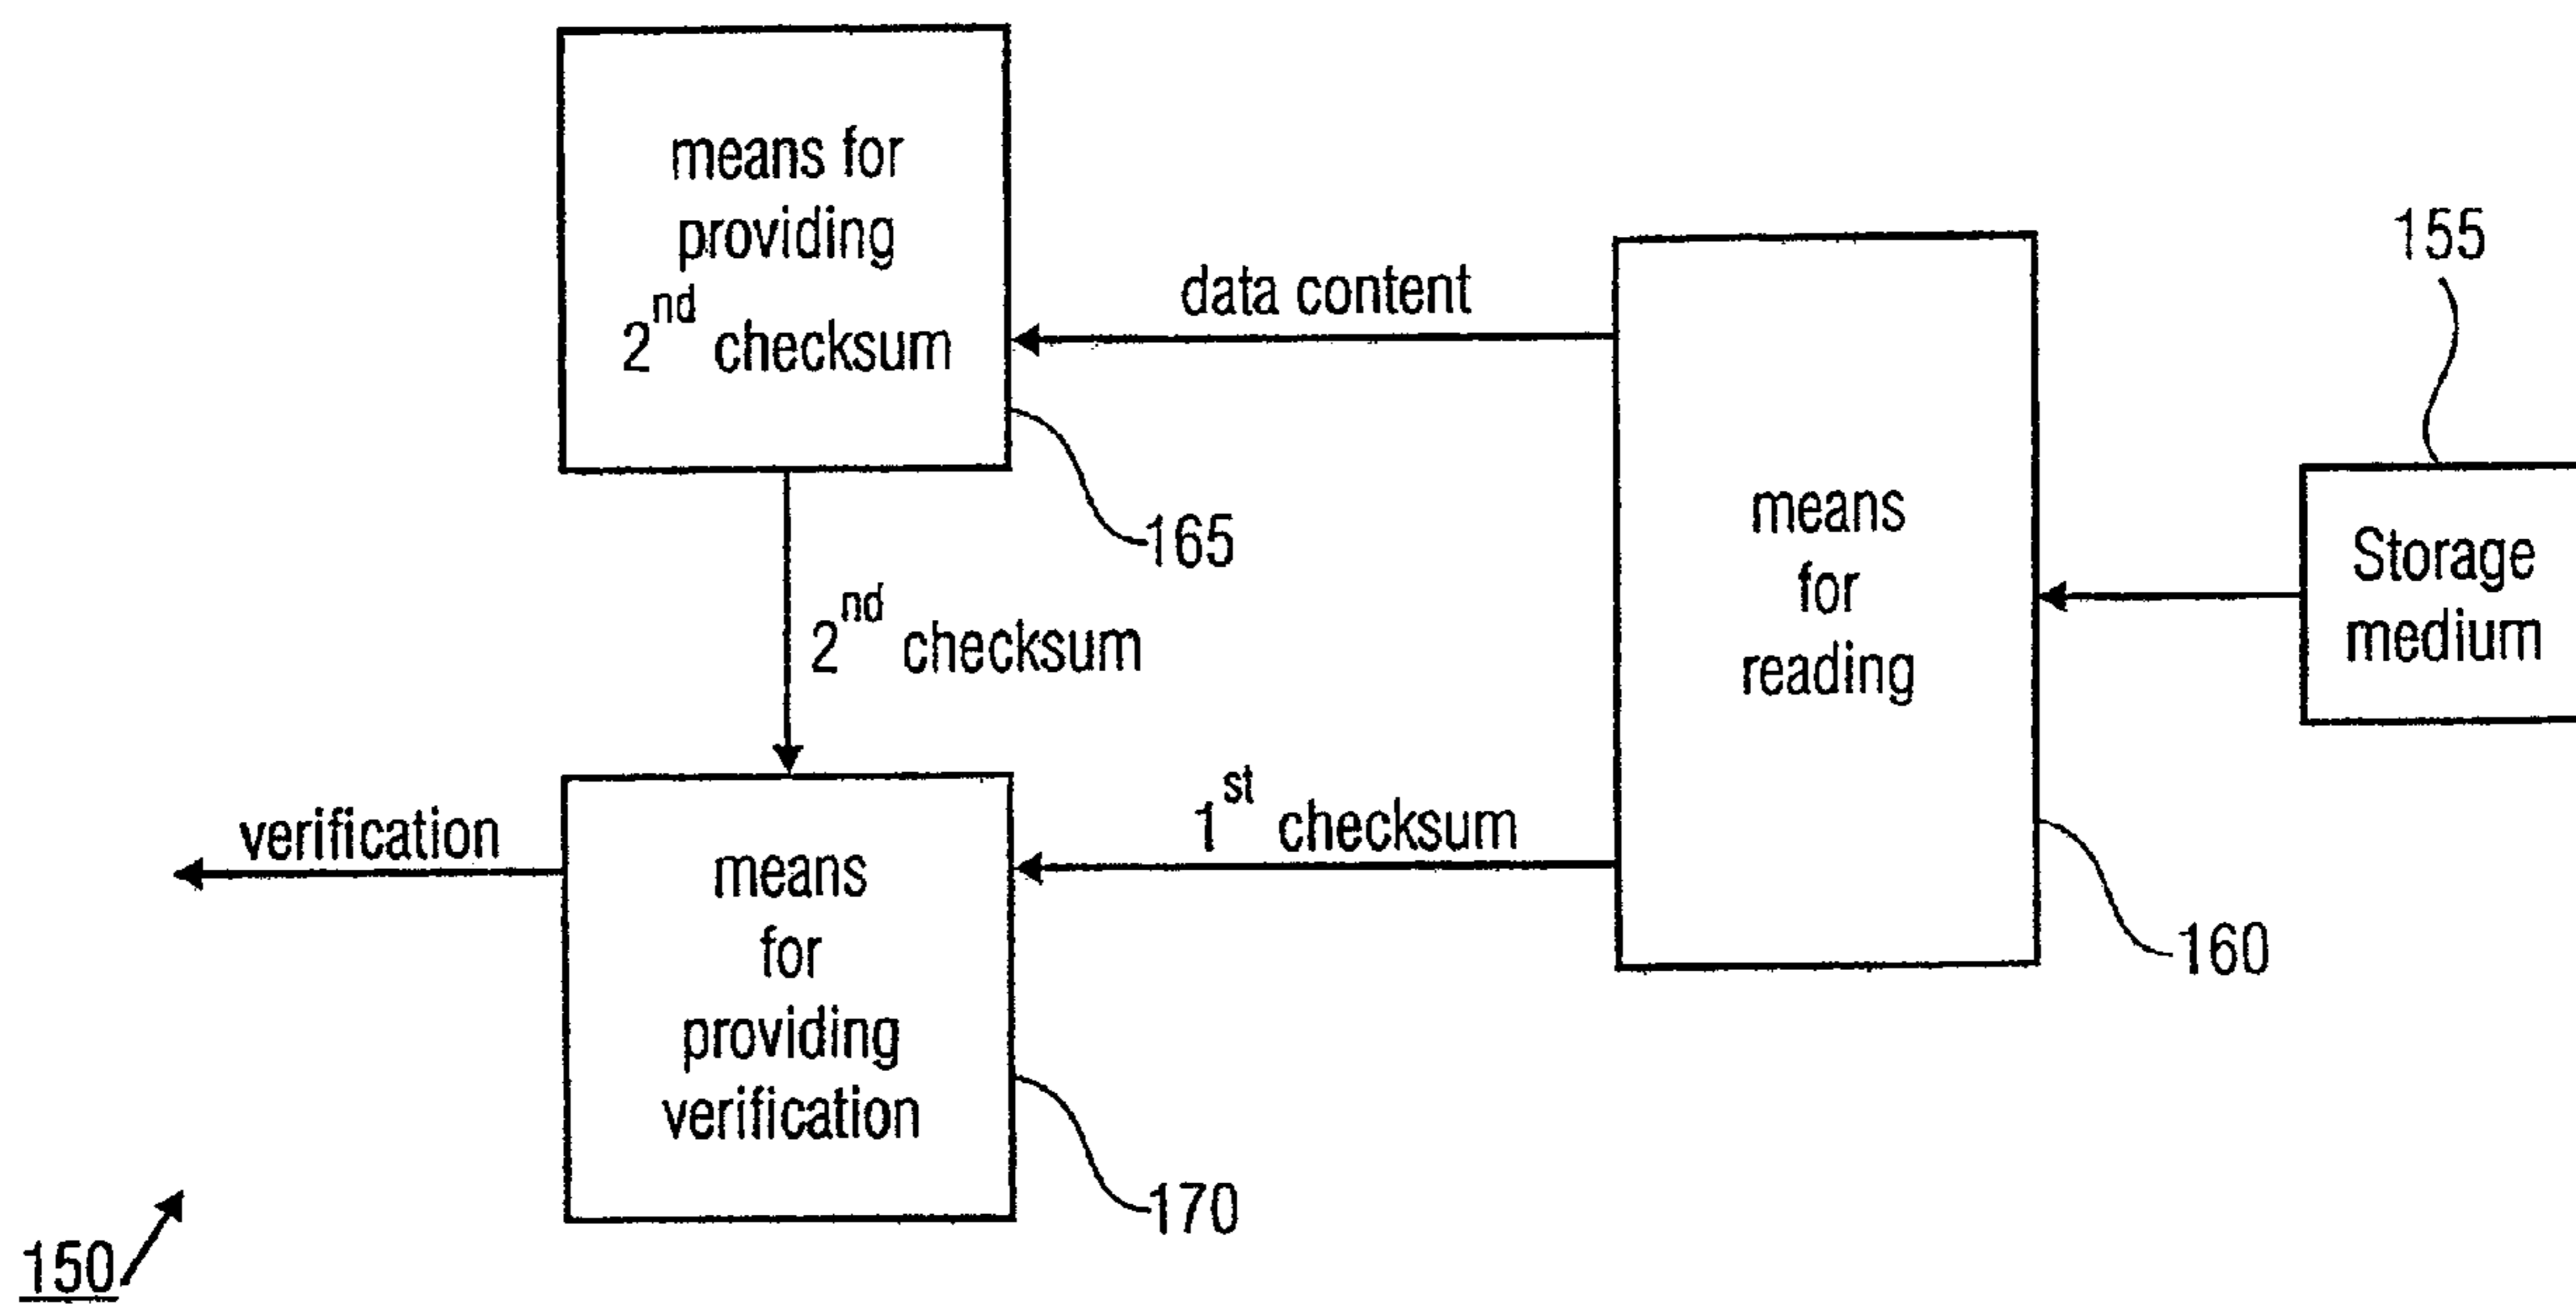 means for
providing
2nd checksum
data content
155
means
for
reading
Storage
medium
165
2nd checksum
1st checksum
verification
means
for
providing
verification
160
170
150